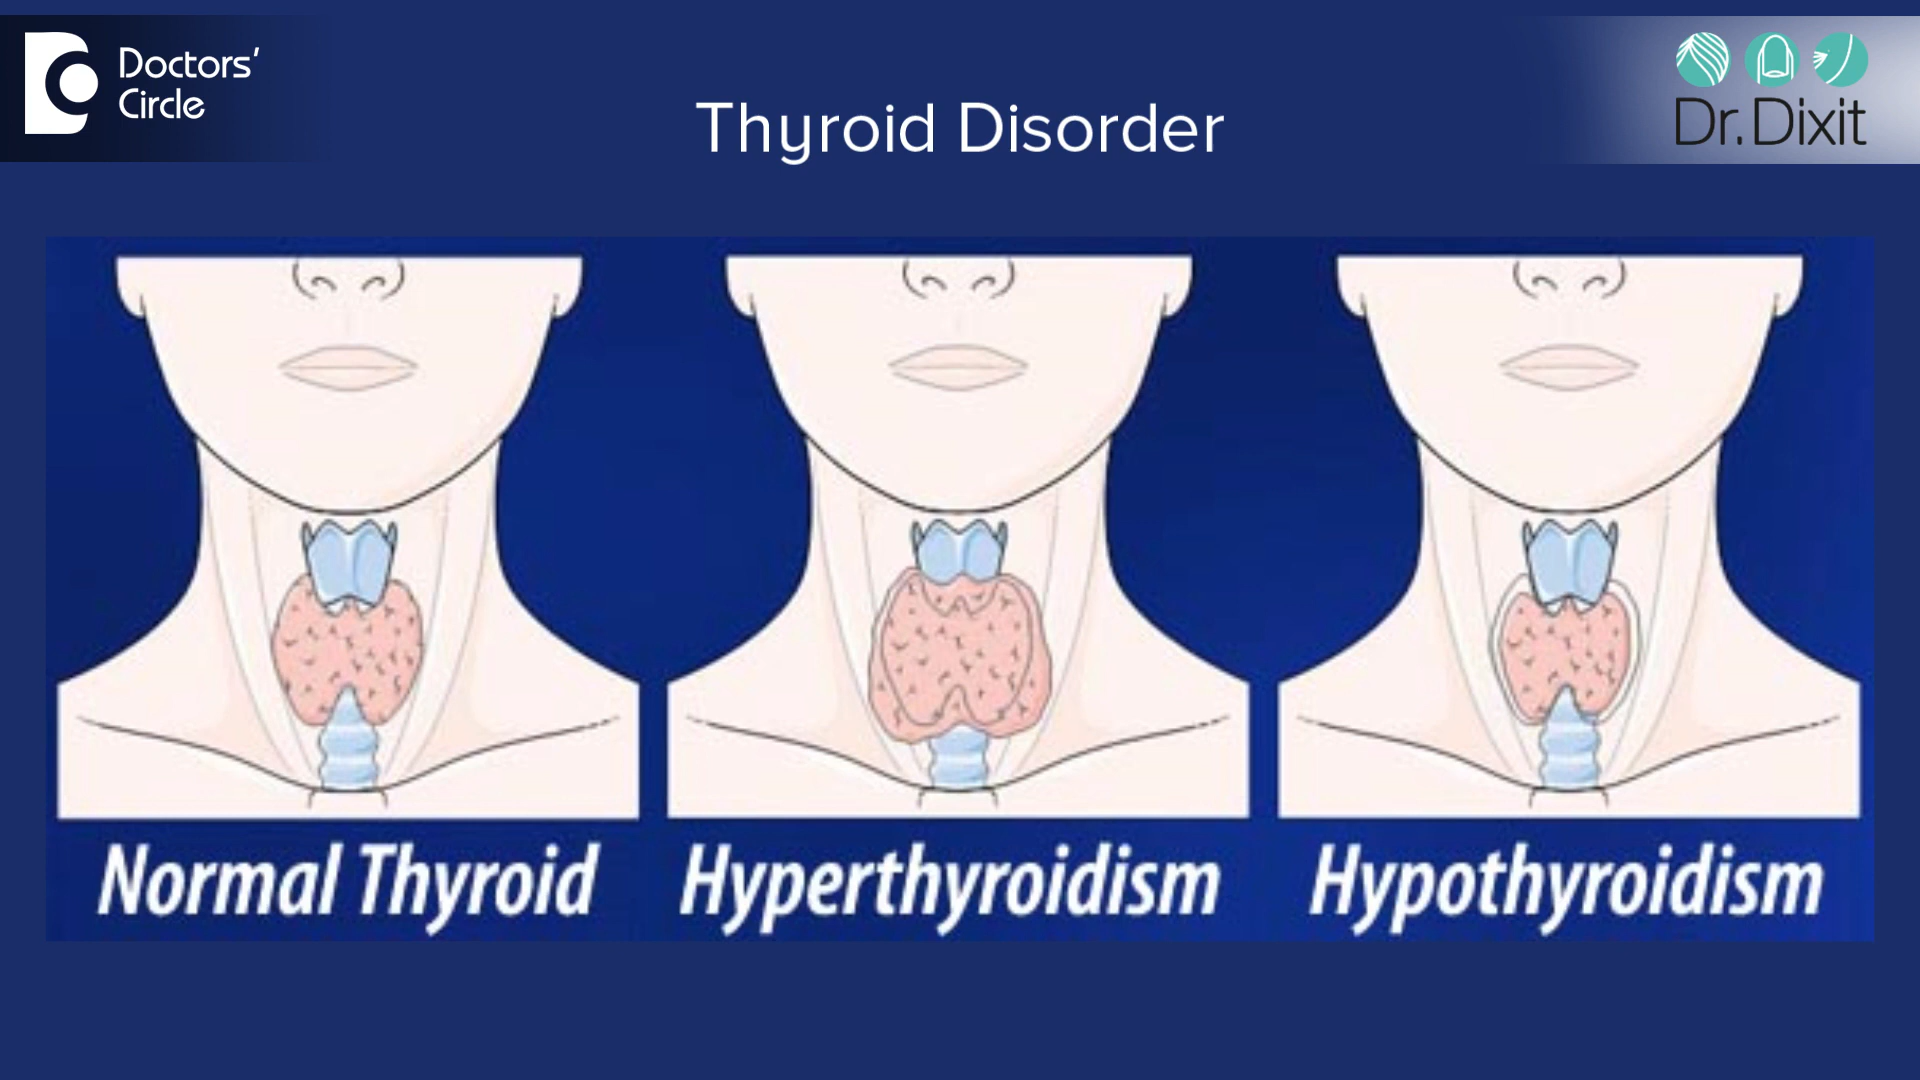 Doctors'
Circle
Thyroid Disorder
Dr.Dixit
Normal Thyroid
Hyperthyroidism
Hypothyroidism